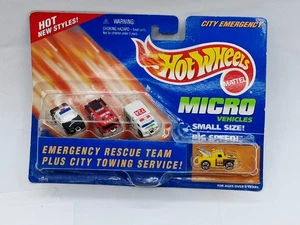 HOT
NEW STYLES!
WARNING:
CITY EMERGENCY
Hot Wheels
MATTEL
MICRO
VEHICLES
SMALL SIZE!
BIG SPEED!
EMERGENCY RESCUE TEAM
PLUS CITY TOWING SERVICE!